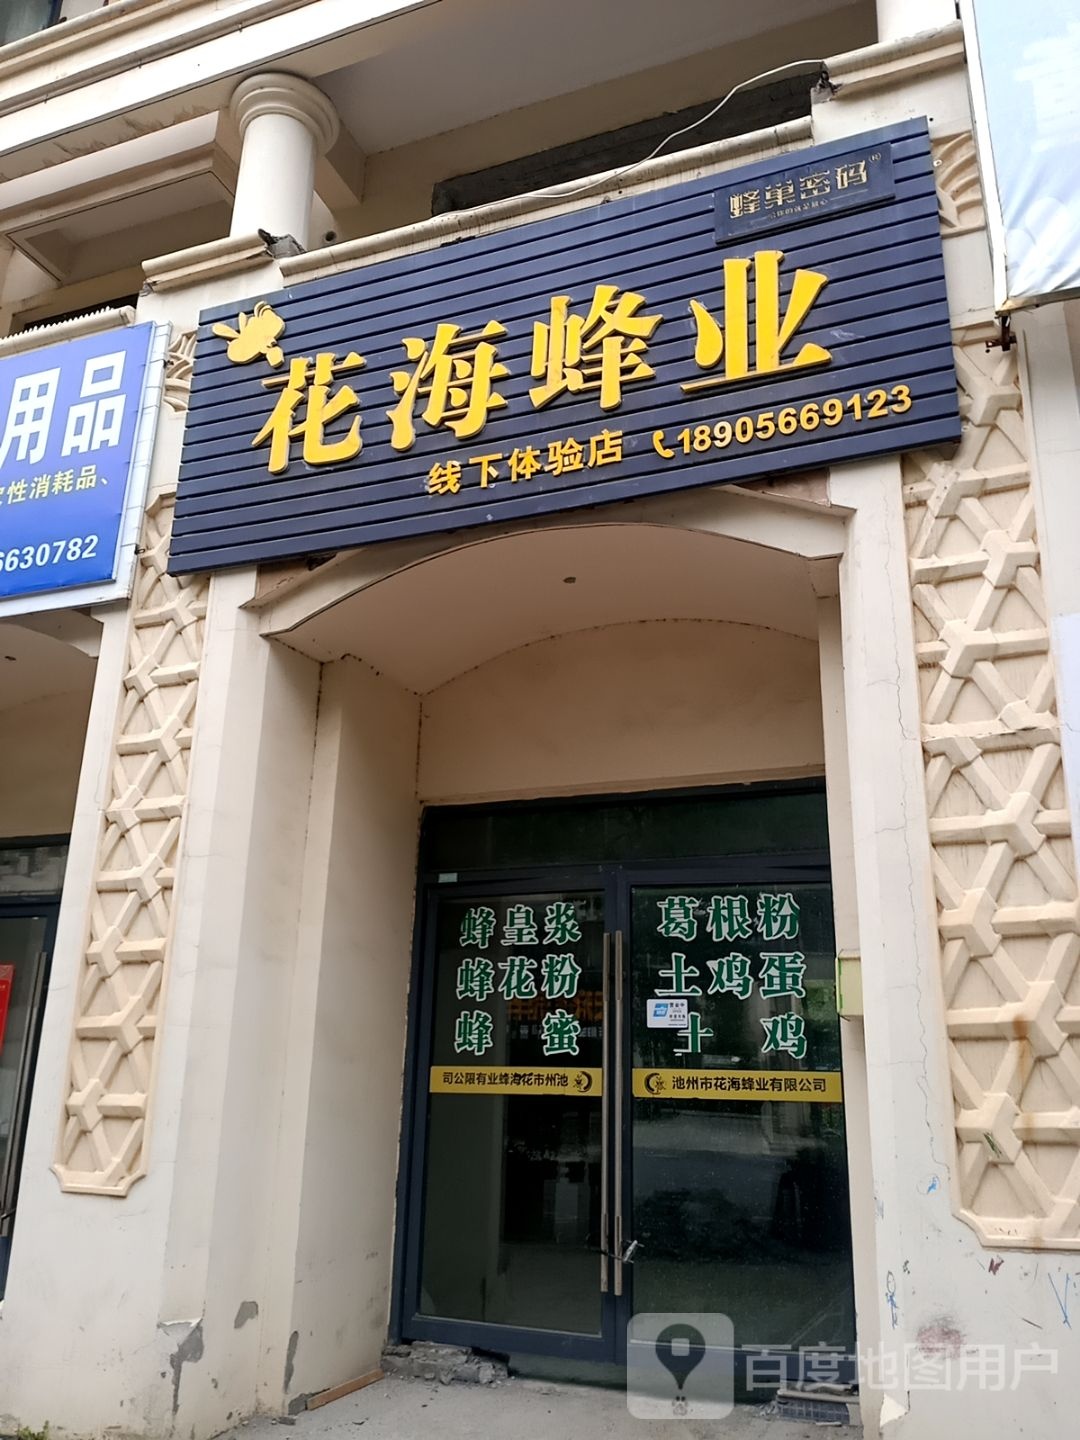 蜂巢密码®
花海蜂业
线下体验店 18905669123
用品
性消耗品、
6630782
蜂皇浆
蜂花粉
蜂蜜
葛根粉
土鸡蛋
土鸡
营业中
司公限有业蜂海花市州池
池州市花海蜂业有限公司
百度地图用户